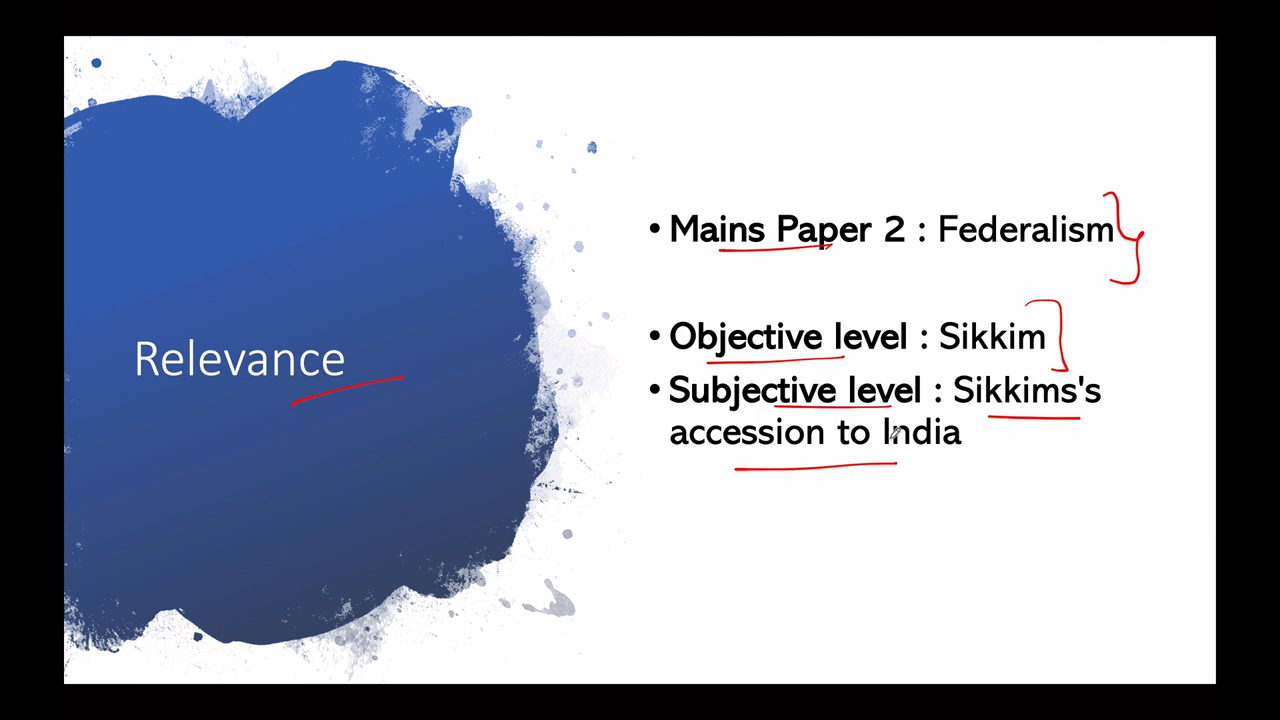 Relevance
• Mains Paper 2 : Federalism
• Objective level : Sikkim
• Subjective level : Sikkims's
accession to India